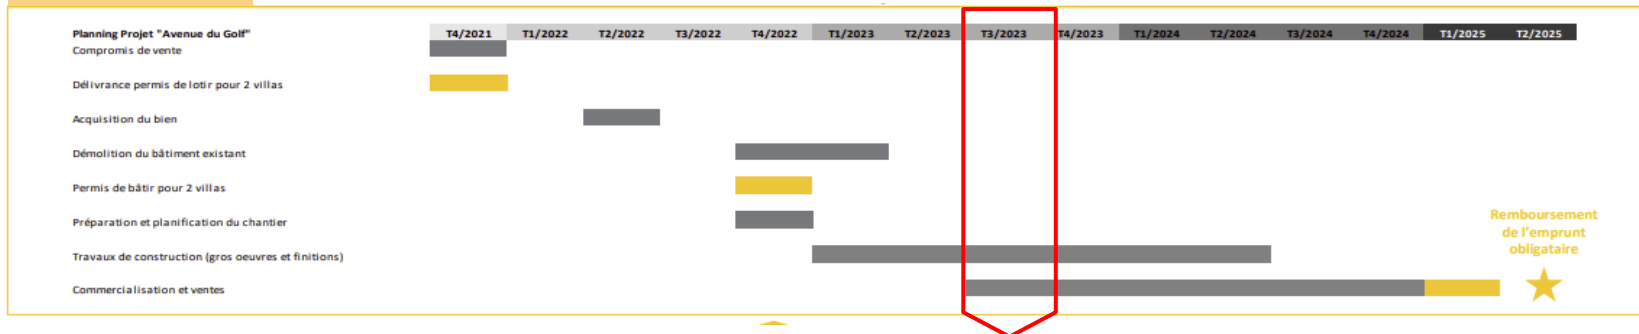 Planning Projet "Avenue du Golf" T4/2021 T1/2022 T2/2022 T3/2022 T4/2022 T1/2023 T2/2023 T3/2023 T4/2023 T1/2024 T2/2024 T3/2024 T4/2024 T1/2025 T2/2025
Compromis de vente
Délivrance permis de lotir pour 2 villas
Acquisition du bien
Démolition du bâtiment existant
Permis de bâtir pour 2 villas
Préparation et planification du chantier
Travaux de construction (gros oeuvres et finitions)
Commercialisation et ventes
Remboursement
de l'emprunt
obligataire